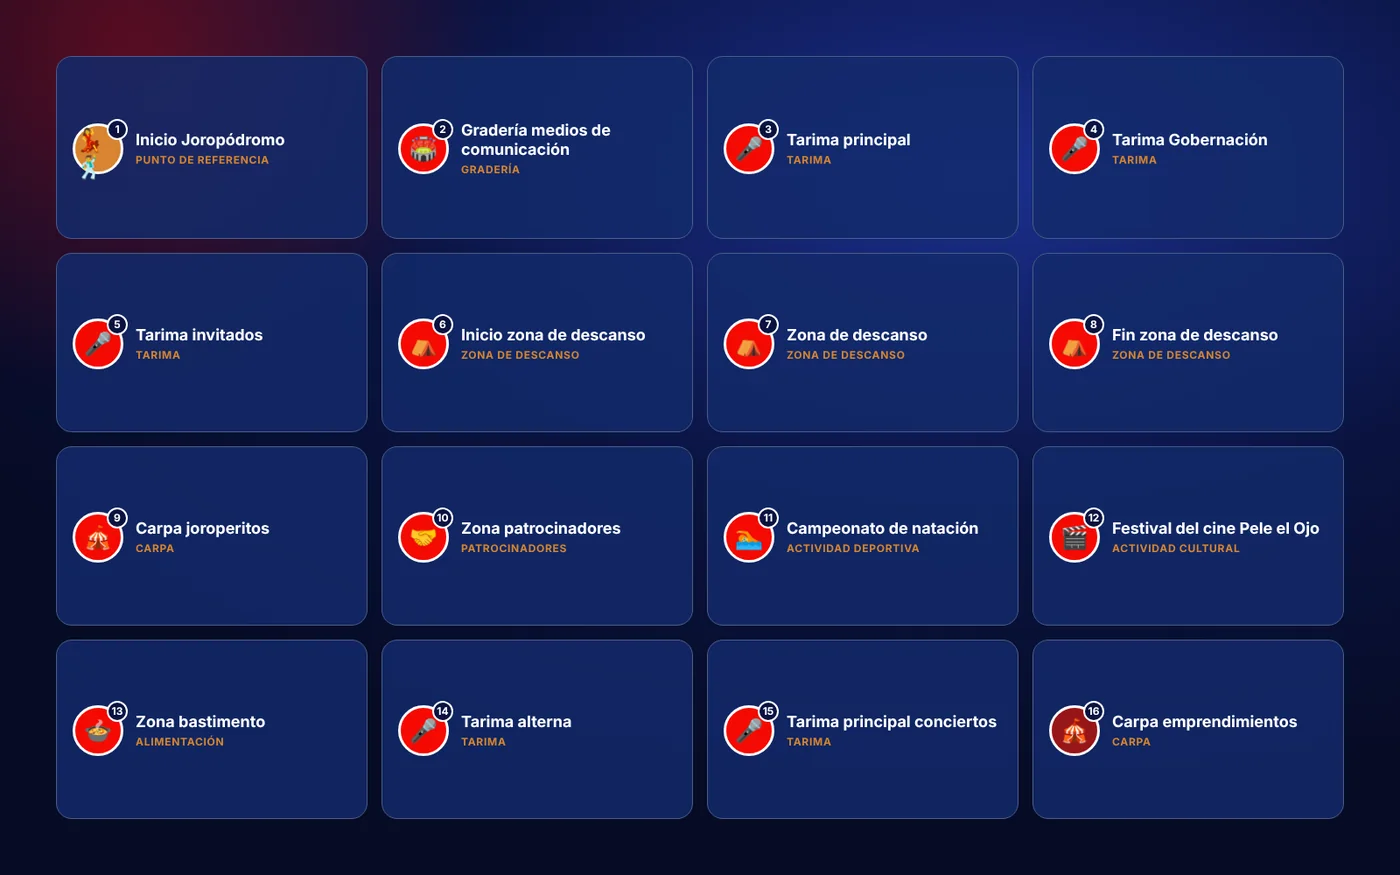 1
Inicio Joropódromo
PUNTO DE REFERENCIA
2
Gradería medios de
comunicación
GRADERÍA
3
Tarima principal
TARIMA
4
Tarima Gobernación
TARIMA
5
Tarima invitados
TARIMA
6
Inicio zona de descanso
ZONA DE DESCANSO
7
Zona de descanso
ZONA DE DESCANSO
8
Fin zona de descanso
ZONA DE DESCANSO
9
Carpa joroperitos
CARPA
10
Zona patrocinadores
PATROCINADORES
11
Campeonato de natación
ACTIVIDAD DEPORTIVA
12
Festival del cine Pele el Ojo
ACTIVIDAD CULTURAL
13
Zona bastimento
ALIMENTACIÓN
14
Tarima alterna
TARIMA
15
Tarima principal conciertos
TARIMA
16
Carpa emprendimientos
CARPA